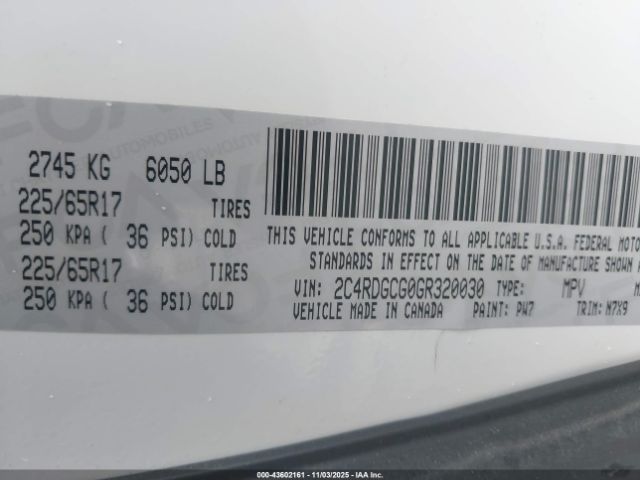 2745 KG 6050 LB
225/65R17 TIRES
250 KPA ( 36 PSI) COLD
225/65R17 TIRES
250 KPA ( 36 PSI) COLD
THIS VEHICLE CONFORMS TO ALL APPLICABLE U.S.A. FEDERAL MOTO
STANDARDS IN EFFECT ON THE DATE OF MANUFACTURE SHOWN A
VIN: 2C4RDGCG0GR320030 TYPE: MPV
VEHICLE MADE IN CANADA PAINT: PW7 TRIM: N7X9
000-43602161 - 11/03/2025 - IAA Inc.